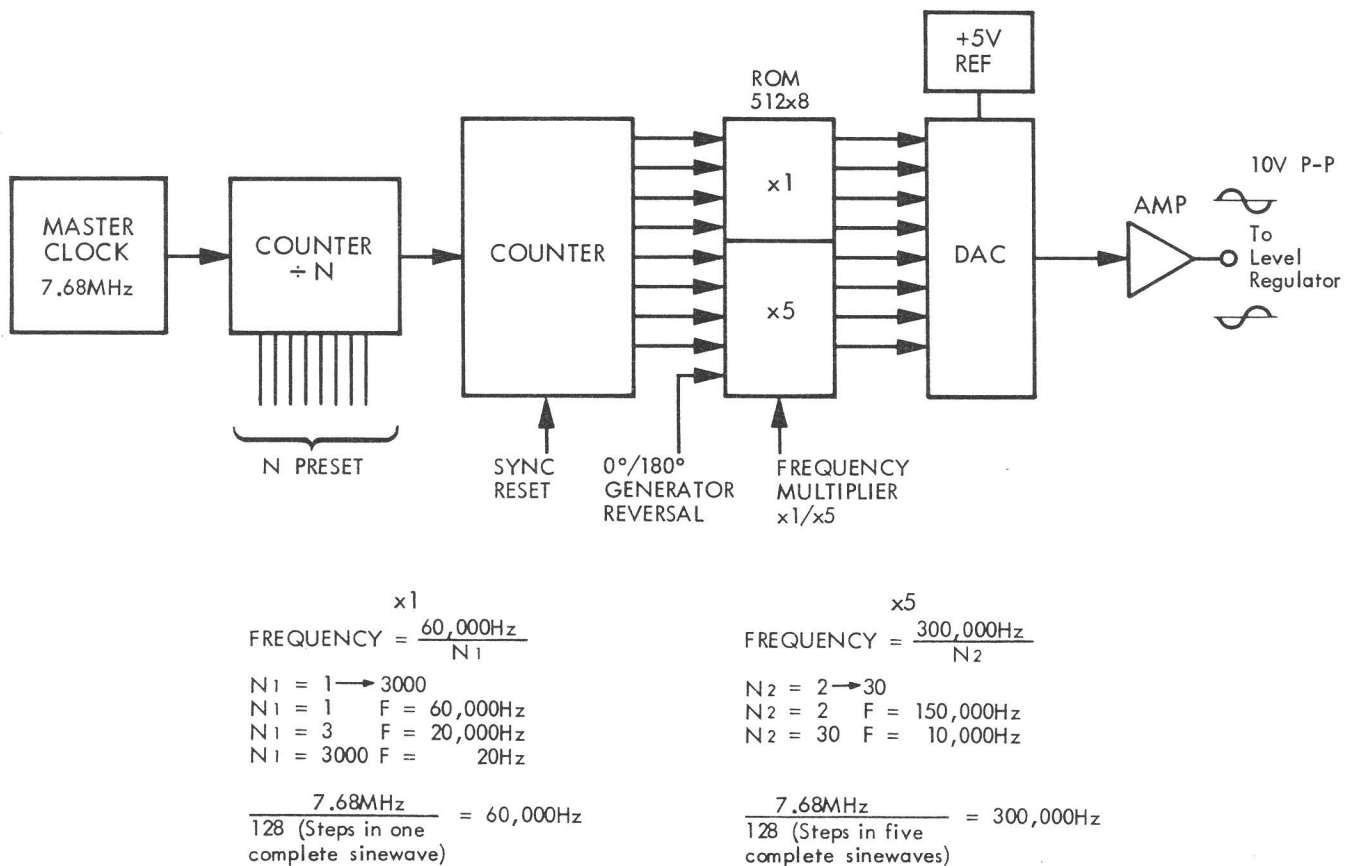 +5V
REF
ROM
512x8
MASTER
CLOCK
7.68MHz
COUNTER
÷ N
COUNTER
x1
x5
DAC
AMP
10V P-P
To
Level
Regulator
N PRESET
SYNC
RESET
0°/180°
GENERATOR
REVERSAL
FREQUENCY
MULTIPLIER
x1/x5
x1
FREQUENCY = 60,000Hz
N1
N1 = 1 → 3000
N1 = 1 F = 60,000Hz
N1 = 3 F = 20,000Hz
N1 = 3000 F = 20Hz
7.68MHz
128 (Steps in one
complete sinewave)
= 60,000Hz
x5
FREQUENCY = 300,000Hz
N2
N2 = 2 → 30
N2 = 2 F = 150,000Hz
N2 = 30 F = 10,000Hz
7.68MHz
128 (Steps in five
complete sinewaves)
= 300,000Hz